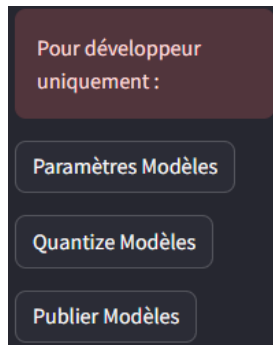 Pour développeur
uniquement :
Paramètres Modèles
Quantize Modèles
Publier Modèles